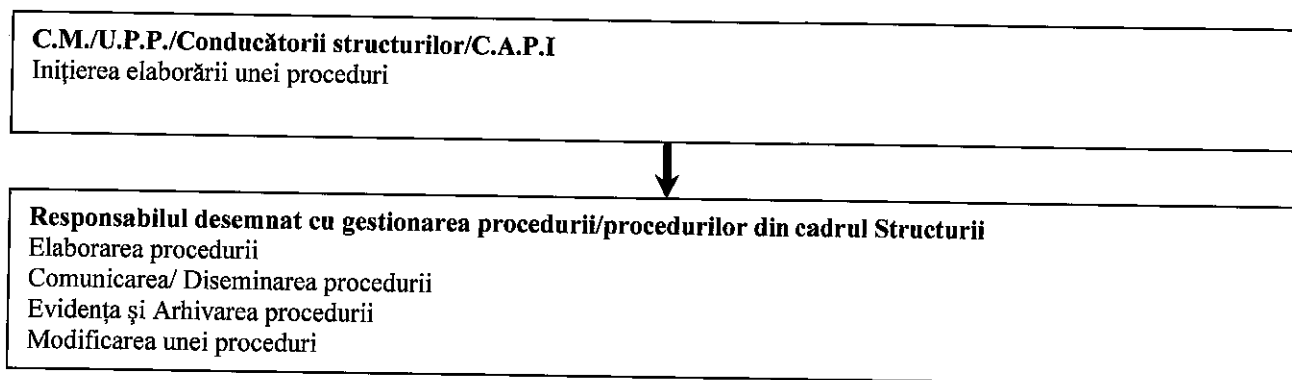 C.M./U.P.P./Conducătorii structurilor/C.A.P.I
Inițierea elaborării unei proceduri
Responsabilul desemnat cu gestionarea procedurii/procedurilor din cadrul Structurii
Elaborarea procedurii
Comunicarea/ Diseminarea procedurii
Evidența şi Arhivarea procedurii
Modificarea unei proceduri